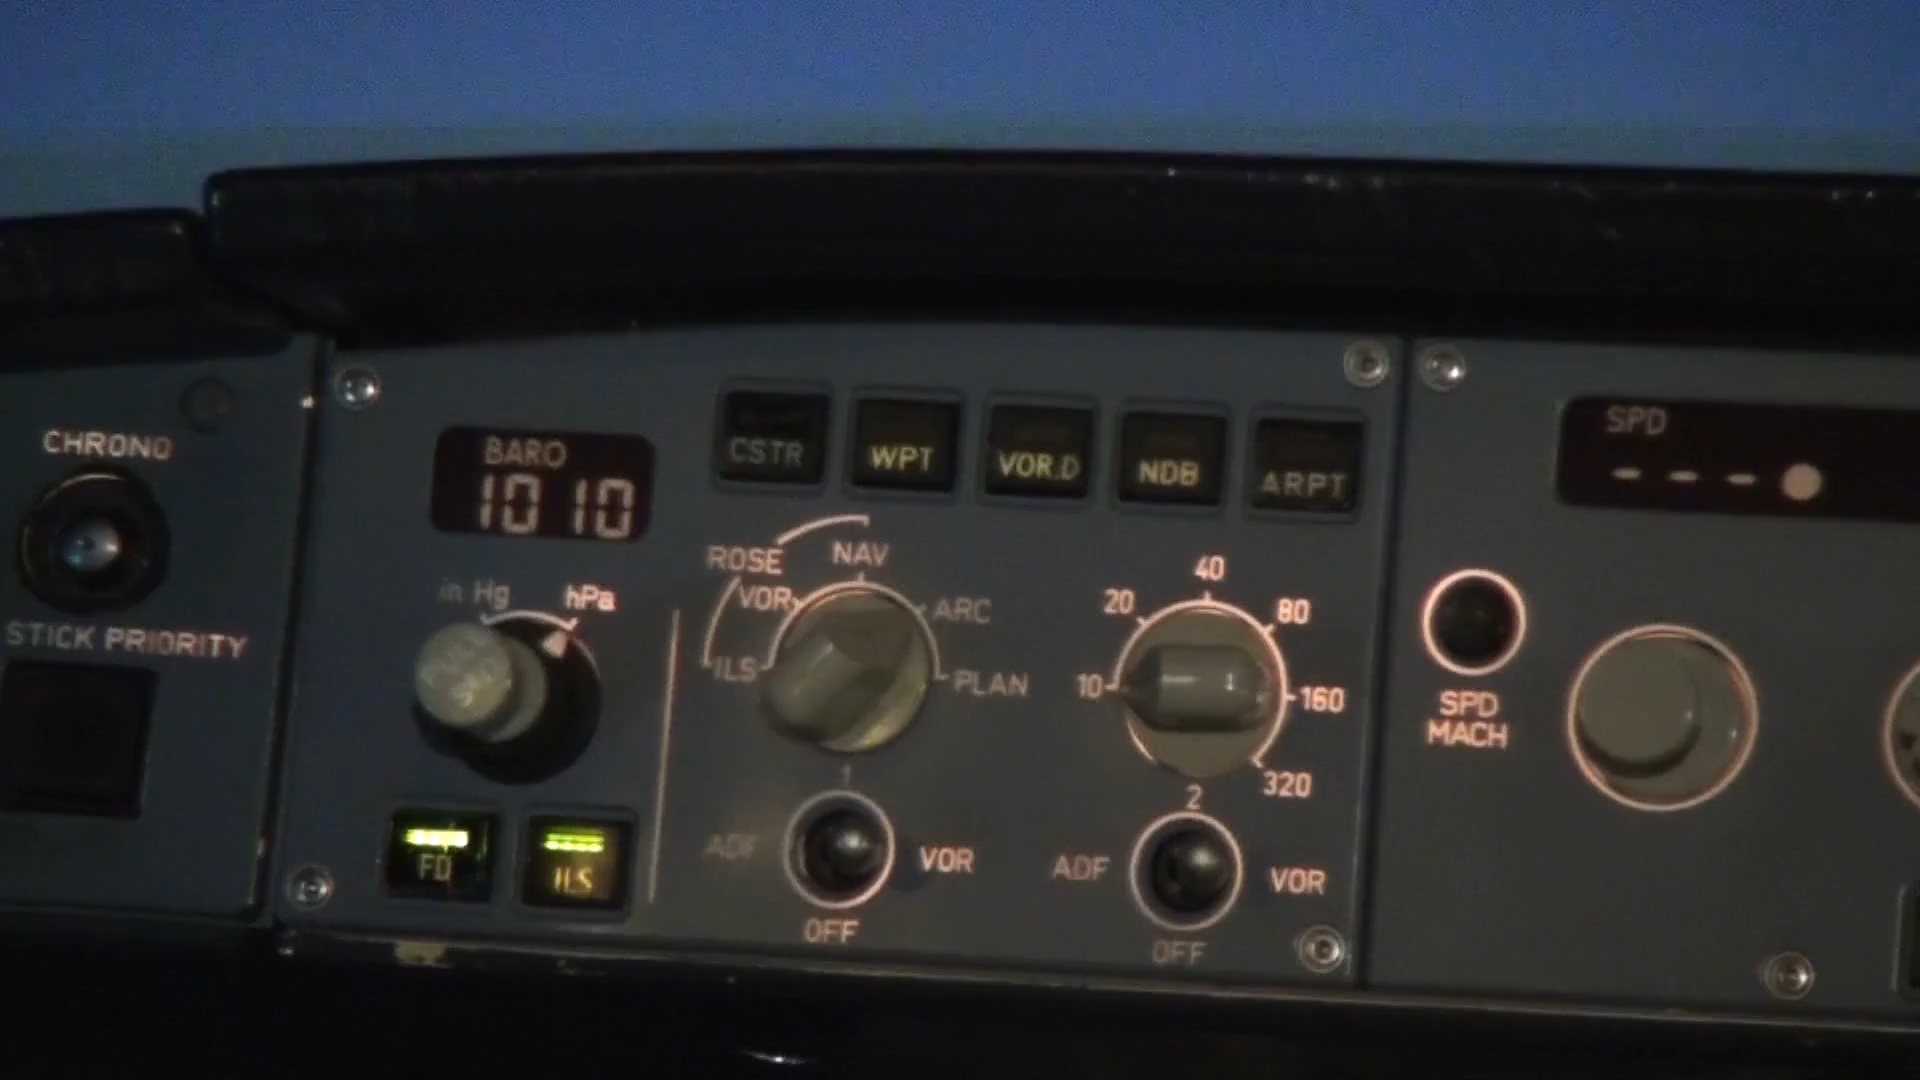 CHRONO
STICK PRIORITY
BARO
1010
in Hg
hPa
FD
ILS
CSTR
WPT
VOR.D
NDB
ARPT
ROSE
NAV
VOR
ARC
ILS
PLAN
10
20
40
80
160
320
1
ADF
VOR
OFF
2
ADF
VOR
OFF
SPD
---
SPD
MACH